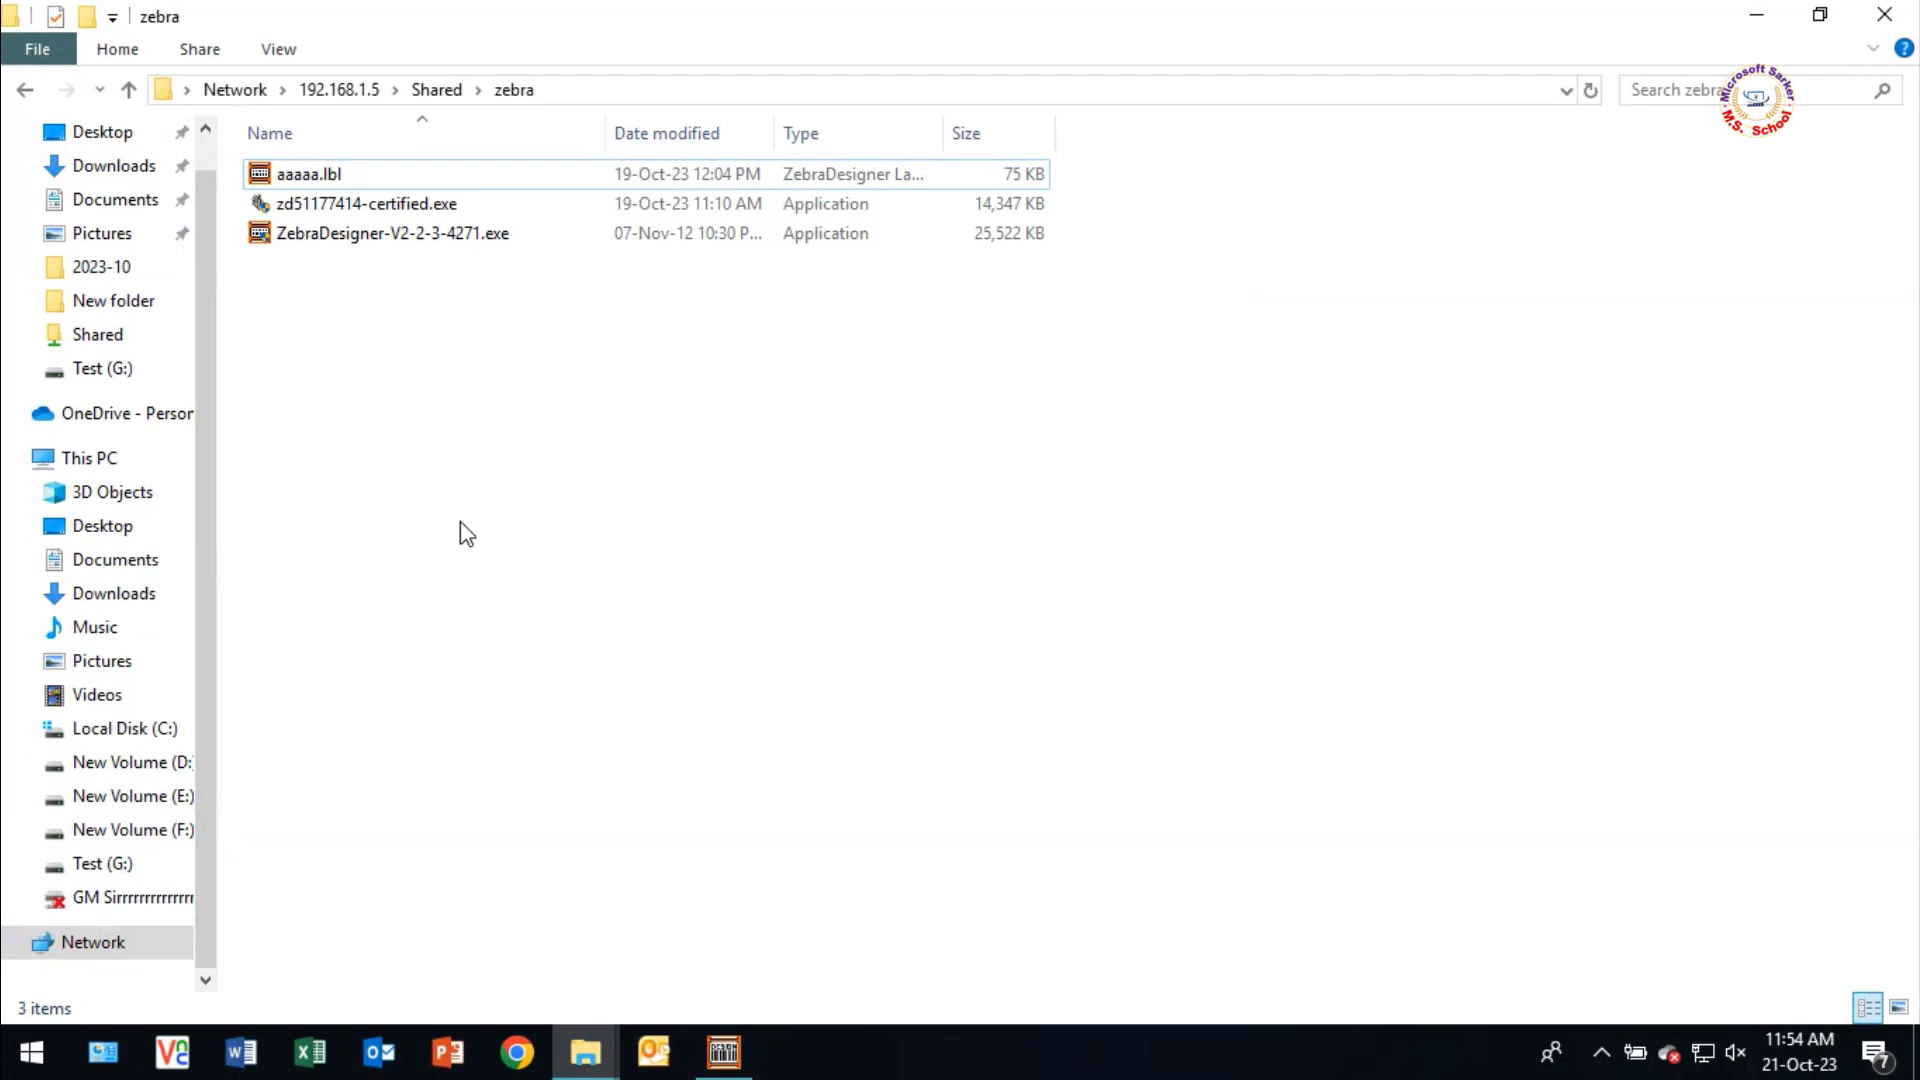 zebra
File Home Share View
Network 192.168.1.5 Shared zebra
Search zebra
Microsoft Sarker
M.S. School
Name Date modified Type Size
aaaaa.lbl 19-Oct-23 12:04 PM ZebraDesigner La... 75 KB
zd51177414-certified.exe 19-Oct-23 11:10 AM Application 14,347 KB
ZebraDesigner-V2-2-3-4271.exe 07-Nov-12 10:30 P... Application 25,522 KB
Desktop
Downloads
Documents
Pictures
2023-10
New folder
Shared
Test (G:)
OneDrive - Person
This PC
3D Objects
Desktop
Documents
Downloads
Music
Pictures
Videos
Local Disk (C:)
New Volume (D:
New Volume (E:)
New Volume (F:)
Test (G:)
GM Sirrrrrrrrrrrrr
Network
3 items
DESIGN
11:54 AM
21-Oct-23
7